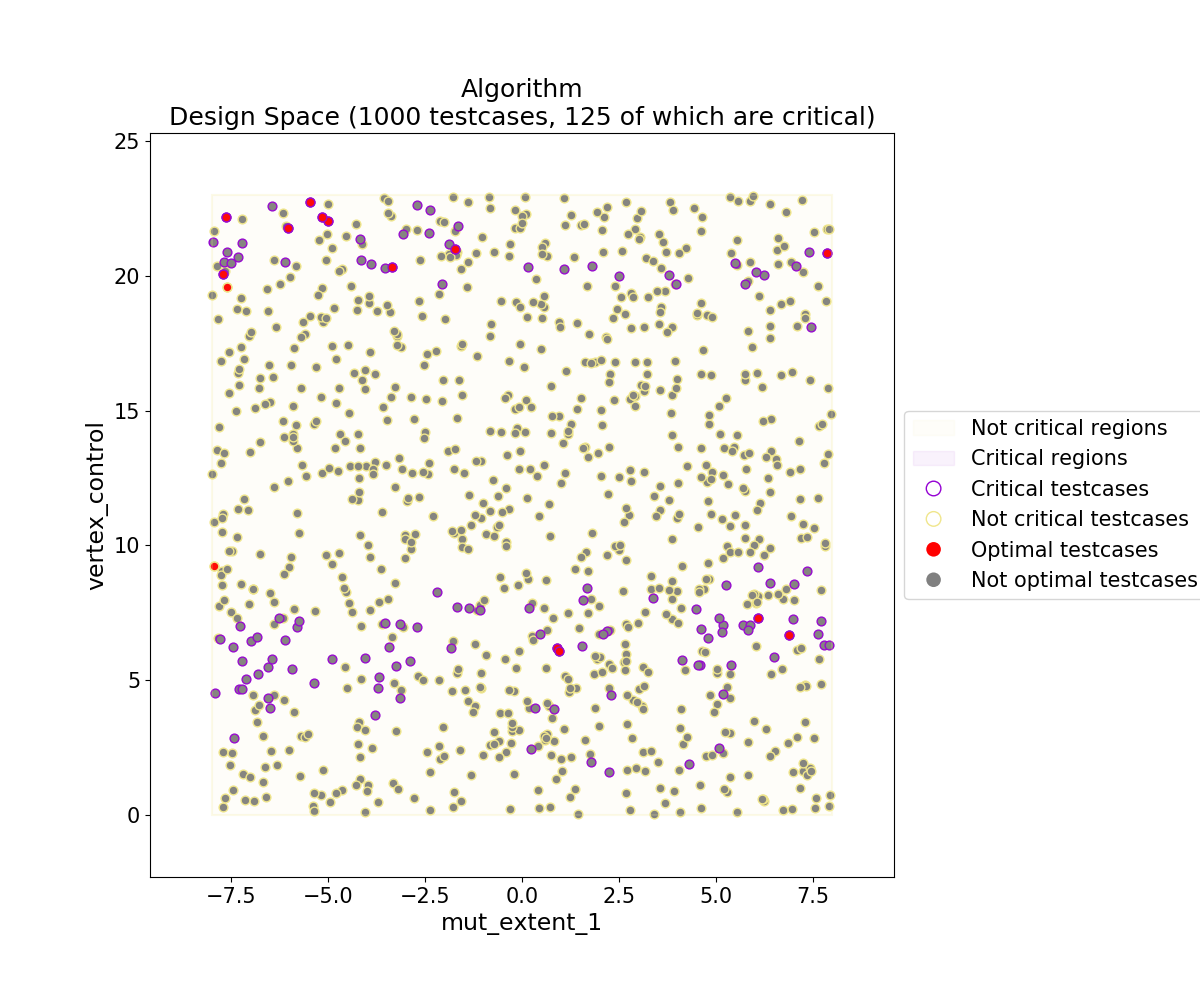 Algorithm
Design Space (1000 testcases, 125 of which are critical)
25
20
15
10
5
0
vertex_control
−7.5
−5.0
−2.5
0.0
2.5
5.0
7.5
mut_extent_1
Not critical regions
Critical regions
Critical testcases
Not critical testcases
Optimal testcases
Not optimal testcases